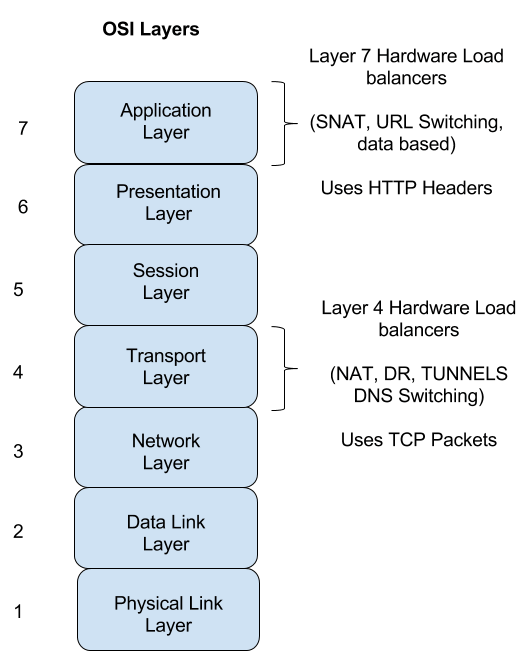 OSI Layers
Layer 7 Hardware Load
balancers
7
Application
Layer
(SNAT, URL Switching,
data based)
6
Presentation
Layer
Uses HTTP Headers
5
Session
Layer
Layer 4 Hardware Load
balancers
4
Transport
Layer
(NAT, DR, TUNNELS
DNS Switching)
3
Network
Layer
Uses TCP Packets
2
Data Link
Layer
1
Physical Link
Layer